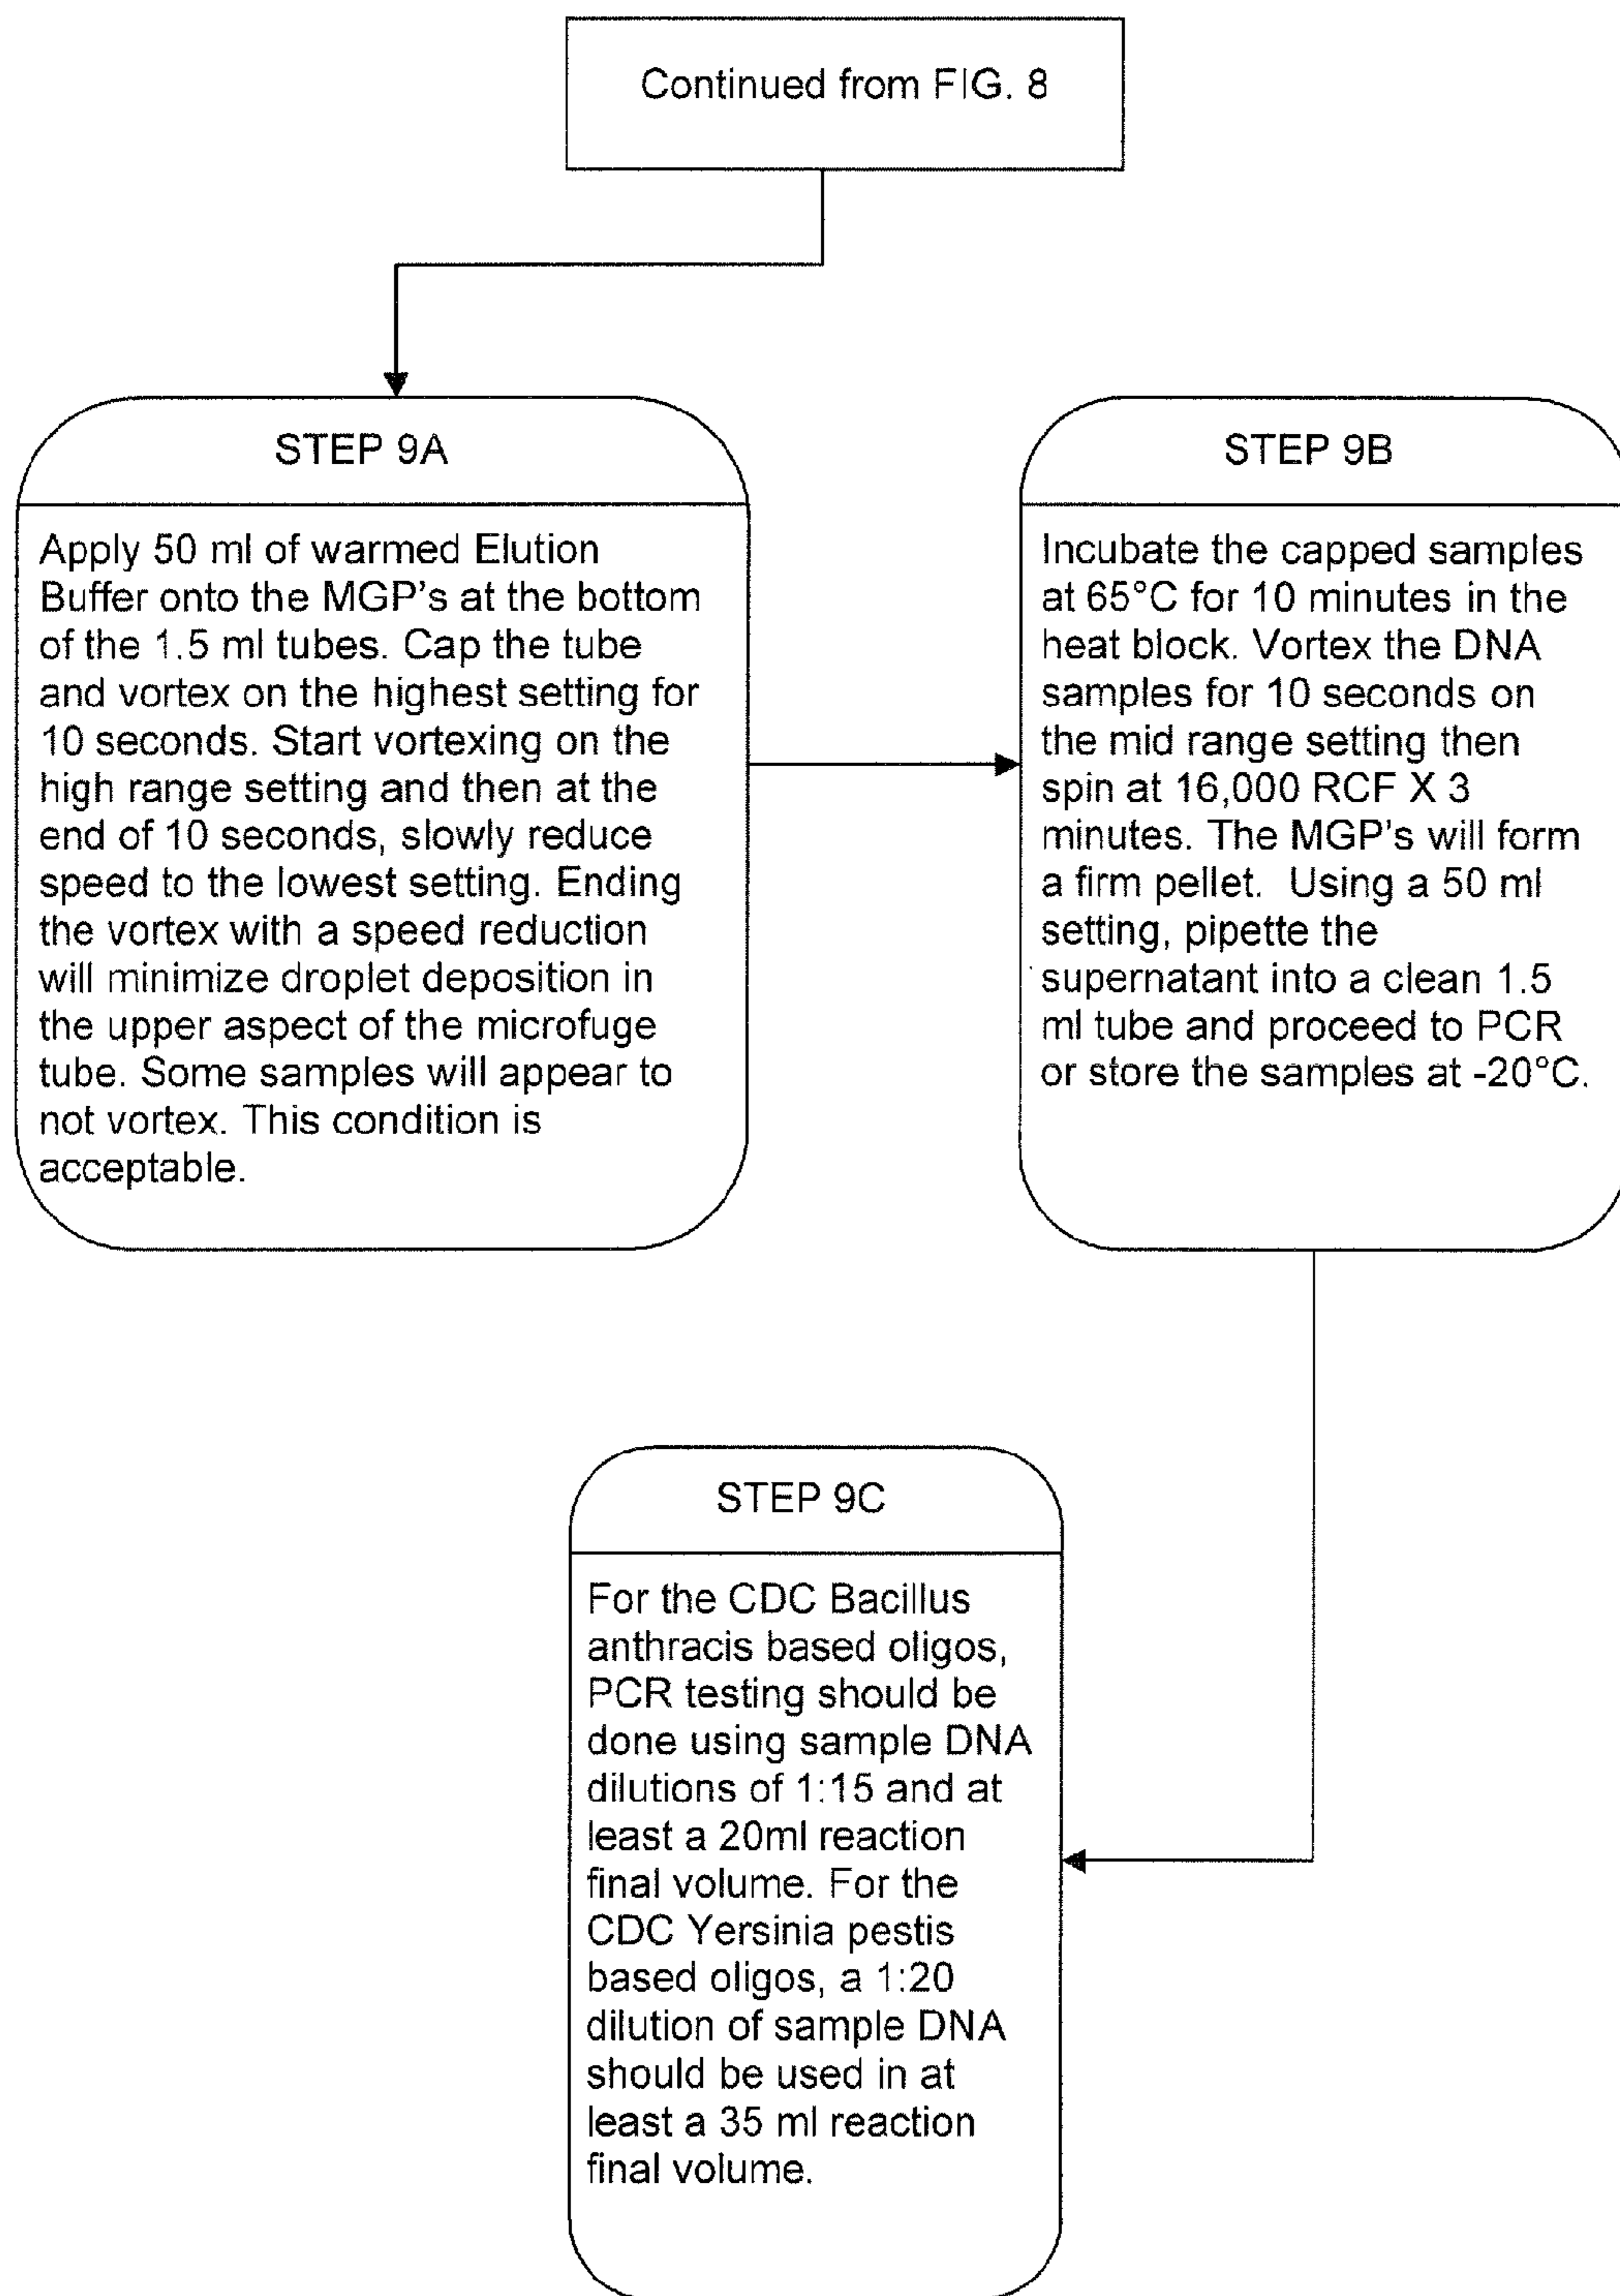 Continued from FIG. 8
STEP 9A
Apply 50 ml of warmed Elution
Buffer onto the MGP's at the bottom
of the 1.5 ml tubes. Cap the tube
and vortex on the highest setting for
10 seconds. Start vortexing on the
high range setting and then at the
end of 10 seconds, slowly reduce
speed to the lowest setting. Ending
the vortex with a speed reduction
will minimize droplet deposition in
the upper aspect of the microfuge
tube. Some samples will appear to
not vortex. This condition is
acceptable.
STEP 9B
Incubate the capped samples
at 65°C for 10 minutes in the
heat block. Vortex the DNA
samples for 10 seconds on
the mid range setting then
spin at 16,000 RCF X 3
minutes. The MGP's will form
a firm pellet. Using a 50 ml
setting, pipette the
supernatant into a clean 1.5
ml tube and proceed to PCR
or store the samples at -20°C.
STEP 9C
For the CDC Bacillus
anthracis based oligos,
PCR testing should be
done using sample DNA
dilutions of 1:15 and at
least a 20ml reaction
final volume. For the
CDC Yersinia pestis
based oligos, a 1:20
dilution of sample DNA
should be used in at
least a 35 ml reaction
final volume.